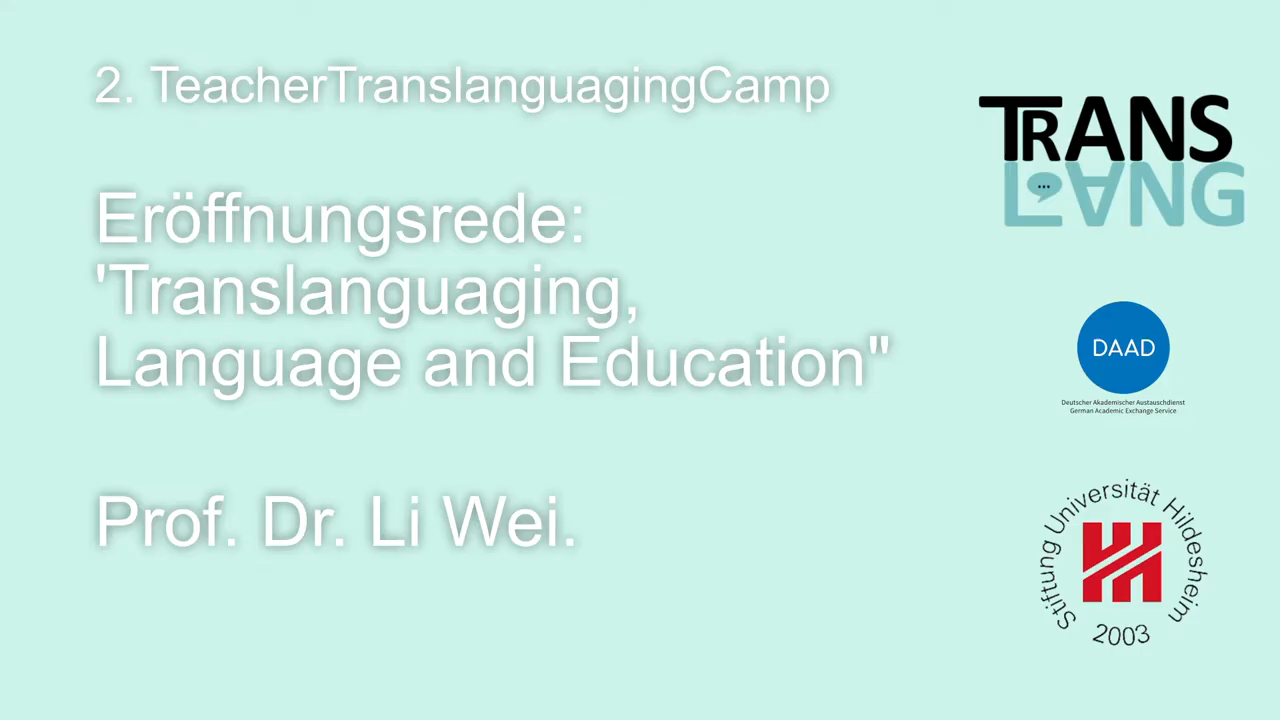 2. TeacherTranslanguagingCamp
Eröffnungsrede:
'Translanguaging,
Language and Education"
Prof. Dr. Li Wei.
TRANS
LANG
DAAD
Deutscher Akademischer Austauschdienst
German Academic Exchange Service
Stiftung Universität Hildesheim
2003